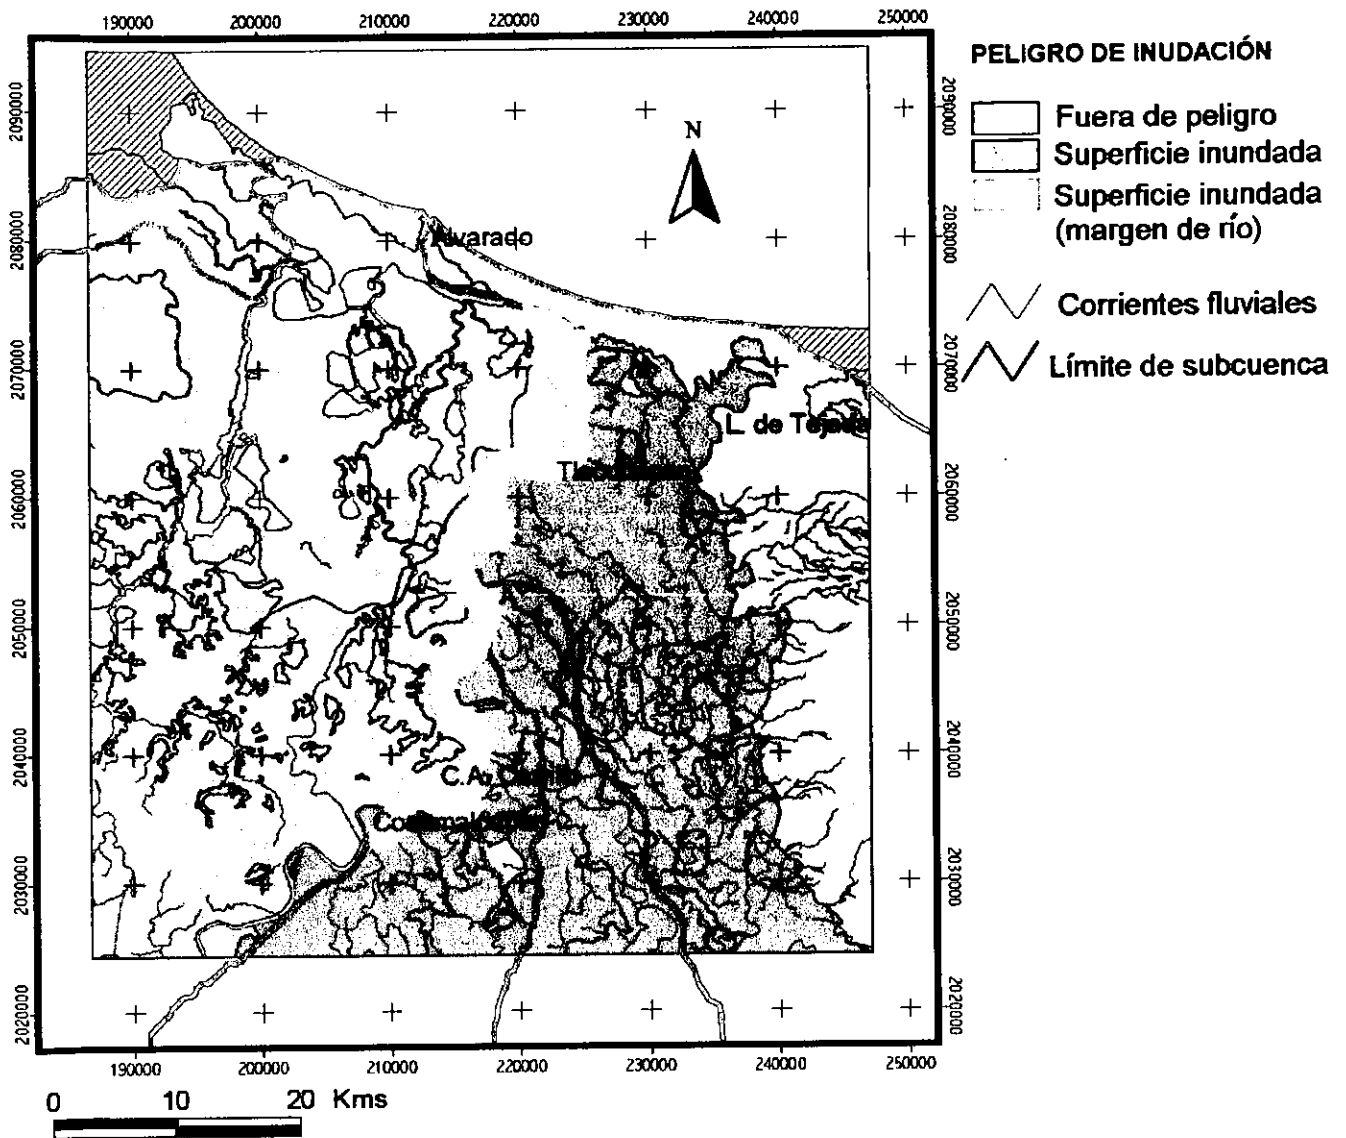 190000 200000 210000 220000 230000 240000 250000
PELIGRO DE INUDACIÓN
Fuera de peligro
Superficie inundada
Superficie inundada
(margen de río)
Corrientes fluviales
Límite de subcuenca
N
Alvarado
L. de Tejada
C.A. Carrillo
2090000
2080000
2070000
2060000
2050000
2040000
2030000
2020000
2090000
2080000
2070000
2060000
2050000
2040000
2030000
2020000
190000 200000 210000 220000 230000 240000 250000
0 10 20 Kms